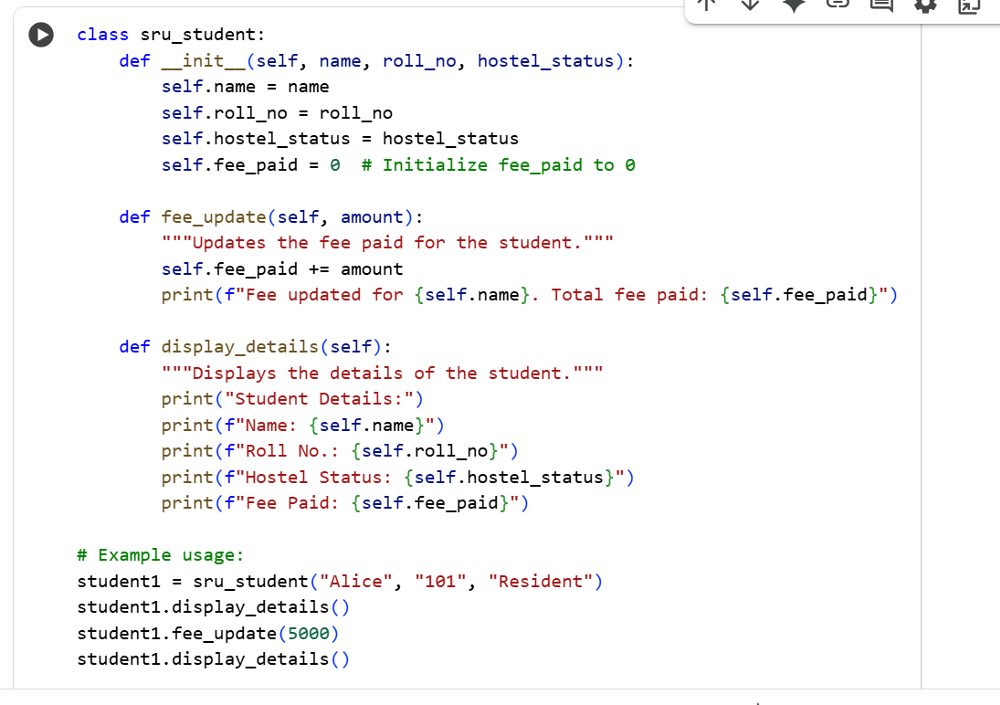 class sru_student:
    def __init__(self, name, roll_no, hostel_status):
        self.name = name
        self.roll_no = roll_no
        self.hostel_status = hostel_status
        self.fee_paid = 0  # Initialize fee_paid to 0

    def fee_update(self, amount):
        """Updates the fee paid for the student."""
        self.fee_paid += amount
        print(f"Fee updated for {self.name}. Total fee paid: {self.fee_paid}")

    def display_details(self):
        """Displays the details of the student."""
        print("Student Details:")
        print(f"Name: {self.name}")
        print(f"Roll No.: {self.roll_no}")
        print(f"Hostel Status: {self.hostel_status}")
        print(f"Fee Paid: {self.fee_paid}")

# Example usage:
student1 = sru_student("Alice", "101", "Resident")
student1.display_details()
student1.fee_update(5000)
student1.display_details()